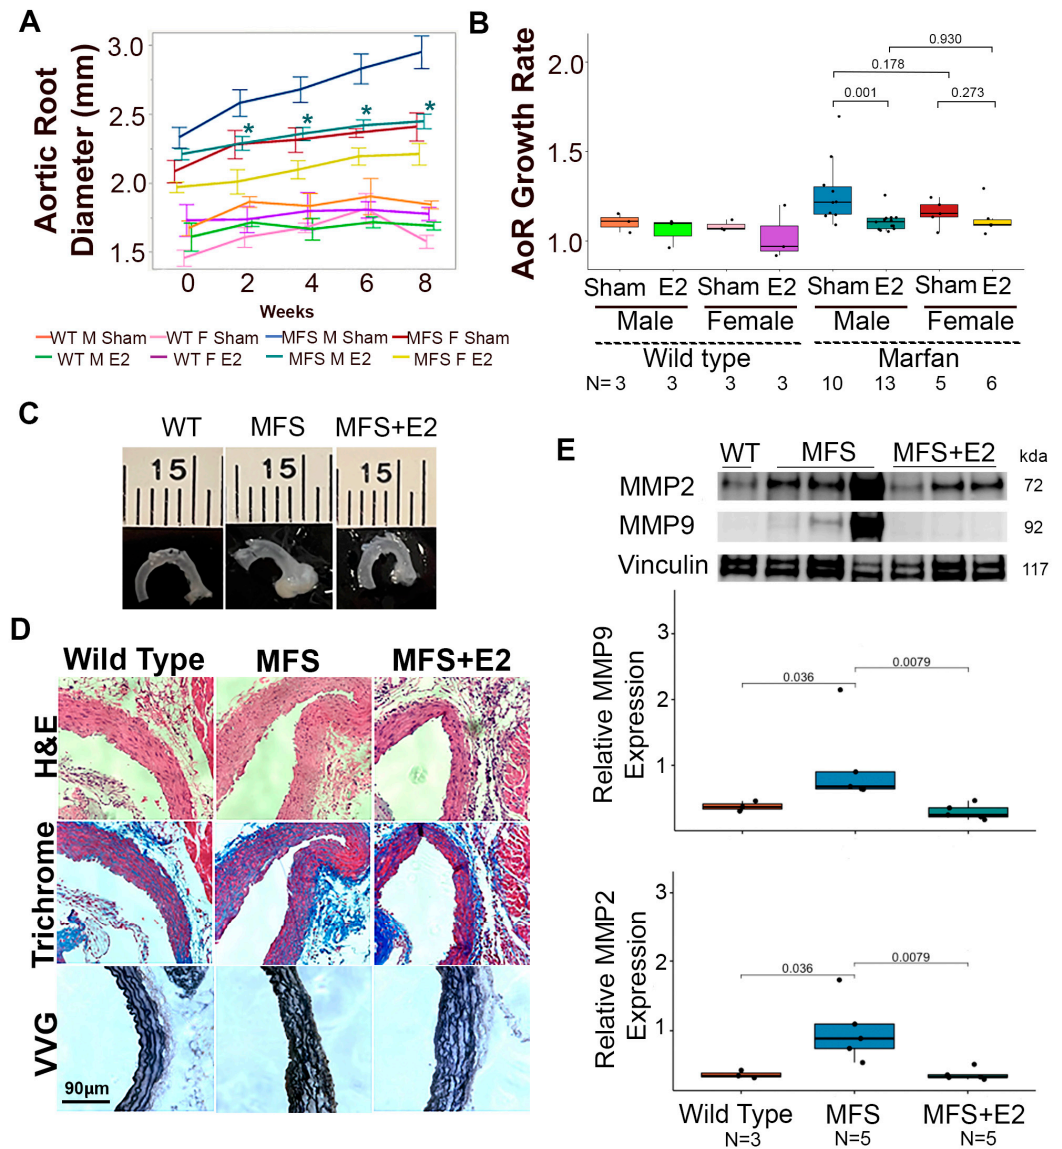 A
Aortic Root
Diameter (mm)
3.0
2.5
2.0
1.5
* * * *
0 2 4 6 8
Weeks
WT M Sham WT F Sham MFS M Sham MFS F Sham
WT M E2 WT F E2 MFS M E2 MFS F E2
B
AoR Growth Rate
2.0
1.5
1.0
0.930
0.178
0.001 0.273
Sham E2 Sham E2 Sham E2 Sham E2
Male Female Male Female
Wild type Marfan
N= 3 3 3 3 10 13 5 6
C
WT MFS MFS+E2
15 15 15
D
Wild Type MFS MFS+E2
H&E
Trichrome
VVG
90µm
E
WT MFS MFS+E2 kda
MMP2 72
MMP9 92
Vinculin 117
Relative MMP9
Expression
3
2
1
0.036 0.0079
Relative MMP2
Expression
3
2
1
0.036 0.0079
Wild Type MFS MFS+E2
N=3 N=5 N=5